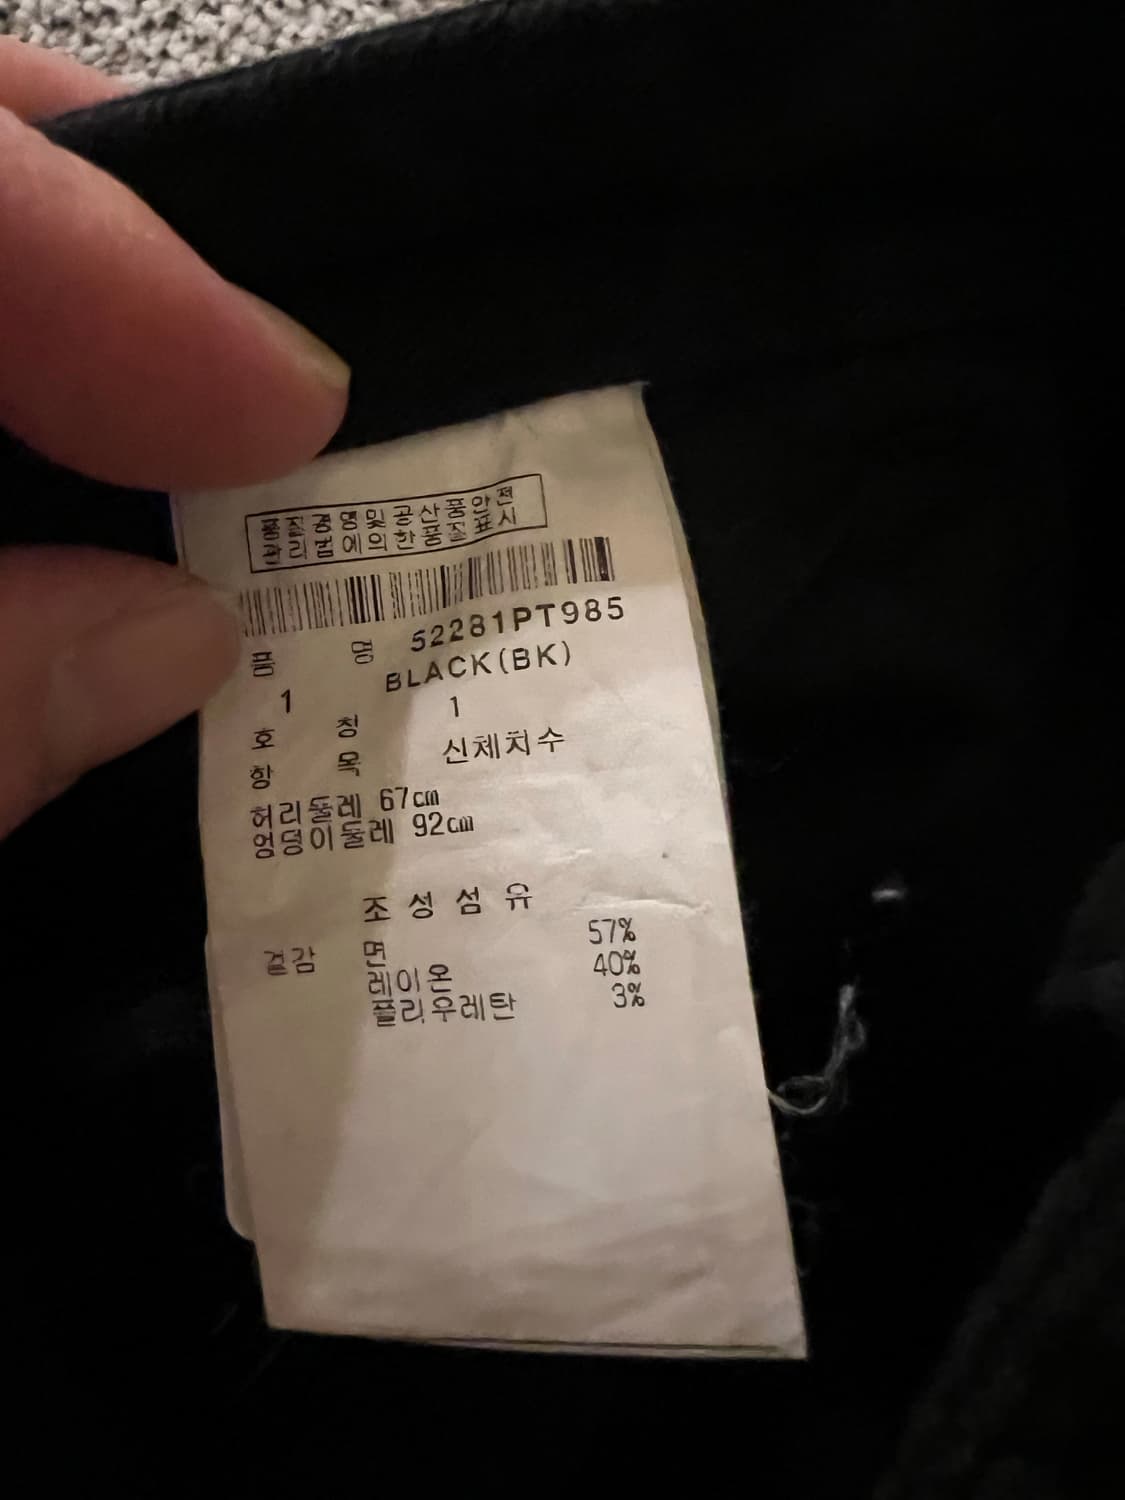 품질경영및공산품안전
관리법에의한품질표시
품 명 52281PT985
BLACK(BK)
1 1
호 칭
항 목 신체치수
허리둘레 67cm
엉덩이둘레 92cm
조 성 섬 유
겉감 면 57%
레이온 40%
폴리우레탄 3%